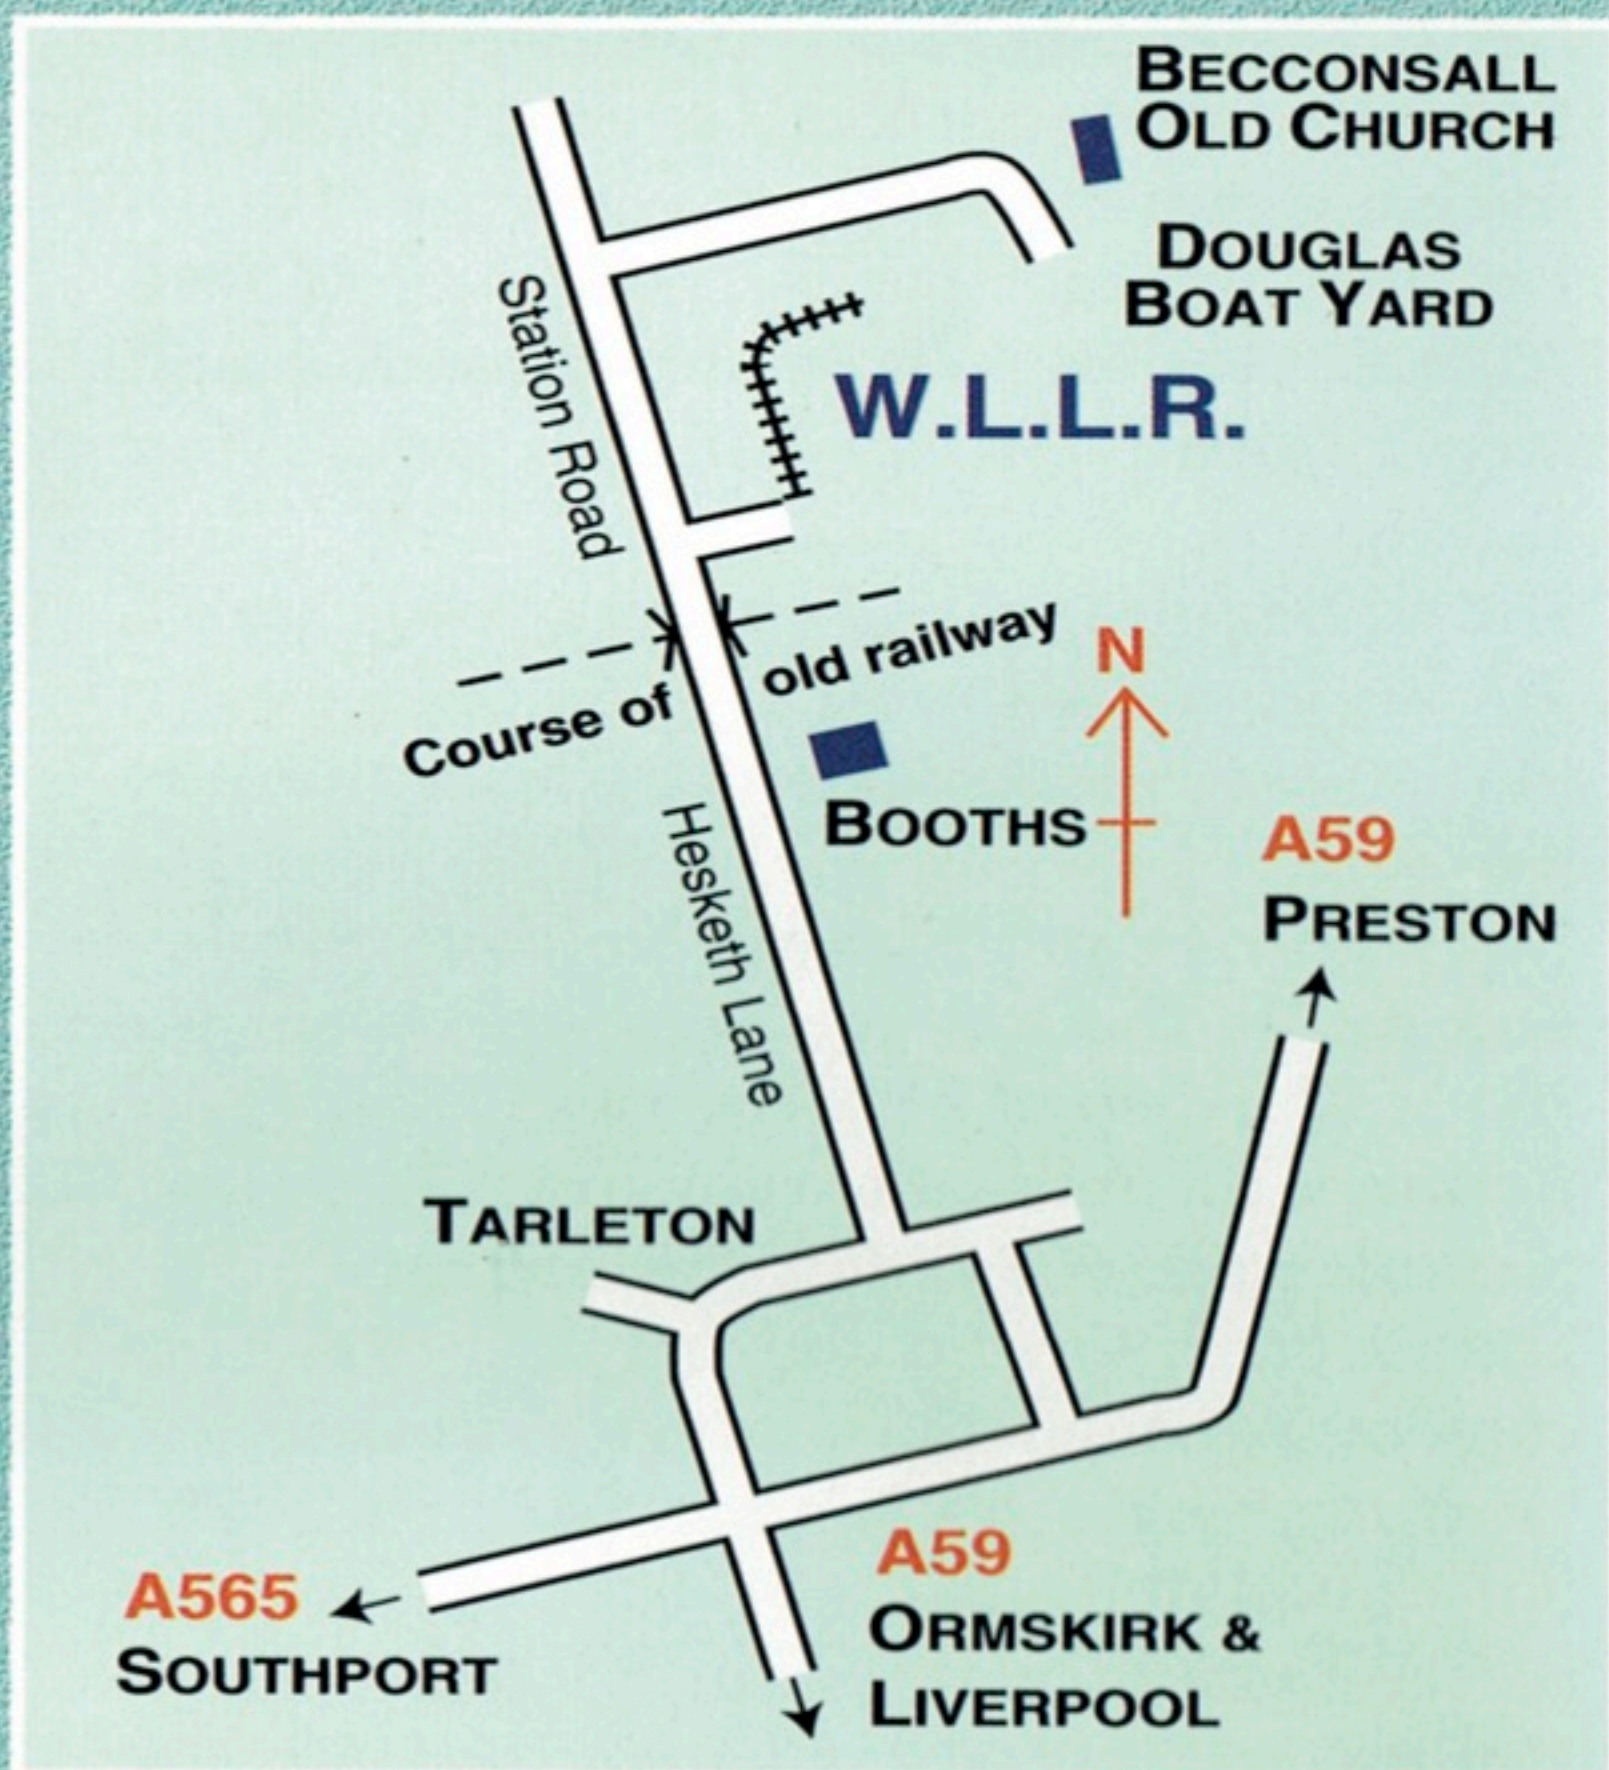 BECCONSALL
OLD CHURCH
DOUGLAS
BOAT YARD
Station Road
W.L.L.R.
Course of old railway
N
BOOTHS
Hesketh Lane
A59
PRESTON
TARLETON
A565
SOUTHPORT
A59
ORMSKIRK &
LIVERPOOL